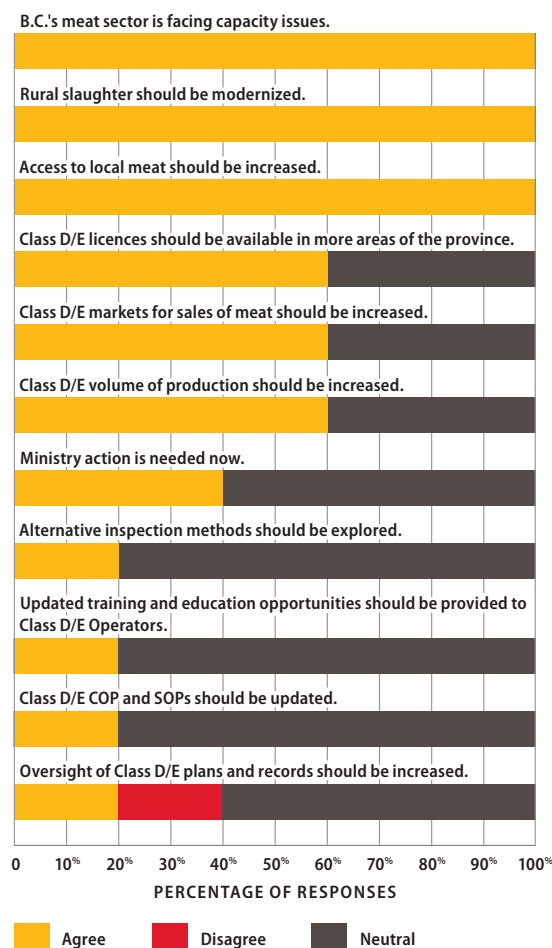 B.C.'s meat sector is facing capacity issues.
Rural slaughter should be modernized.
Access to local meat should be increased.
Class D/E licences should be available in more areas of the province.
Class D/E markets for sales of meat should be increased.
Class D/E volume of production should be increased.
Ministry action is needed now.
Alternative inspection methods should be explored.
Updated training and education opportunities should be provided to
Class D/E Operators.
Class D/E COP and SOPs should be updated.
Oversight of Class D/E plans and records should be increased.
0 10% 20% 30% 40% 50% 60% 70% 80% 90% 100%
PERCENTAGE OF RESPONSES
Agree Disagree Neutral